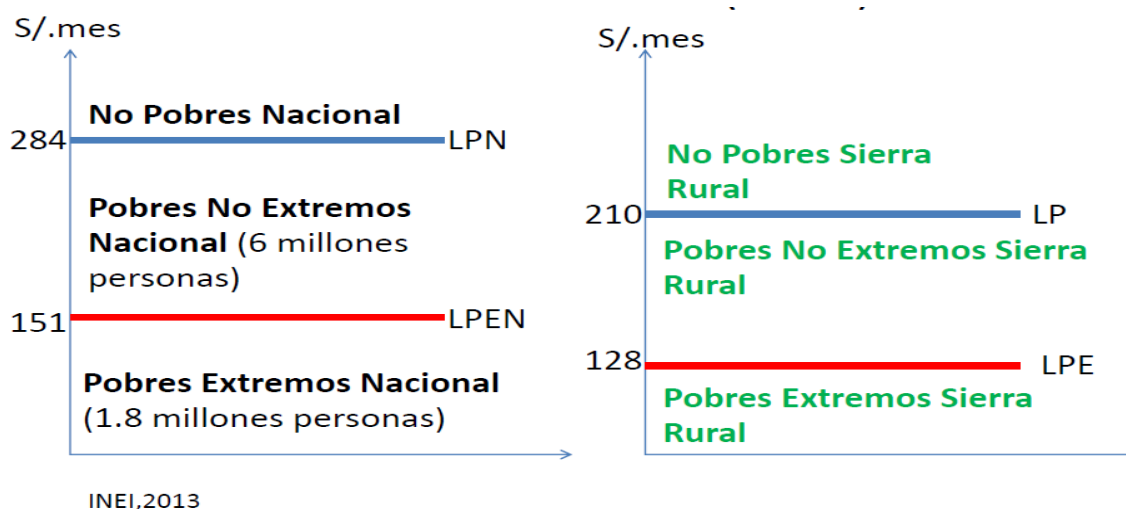 S/.mes
No Pobres Nacional
284
LPN
Pobres No Extremos
Nacional (6 millones
personas)
151
LPEN
Pobres Extremos Nacional
(1.8 millones personas)
INEI,2013
S/.mes
No Pobres Sierra
Rural
210
LP
Pobres No Extremos Sierra
Rural
128
LPE
Pobres Extremos Sierra
Rural